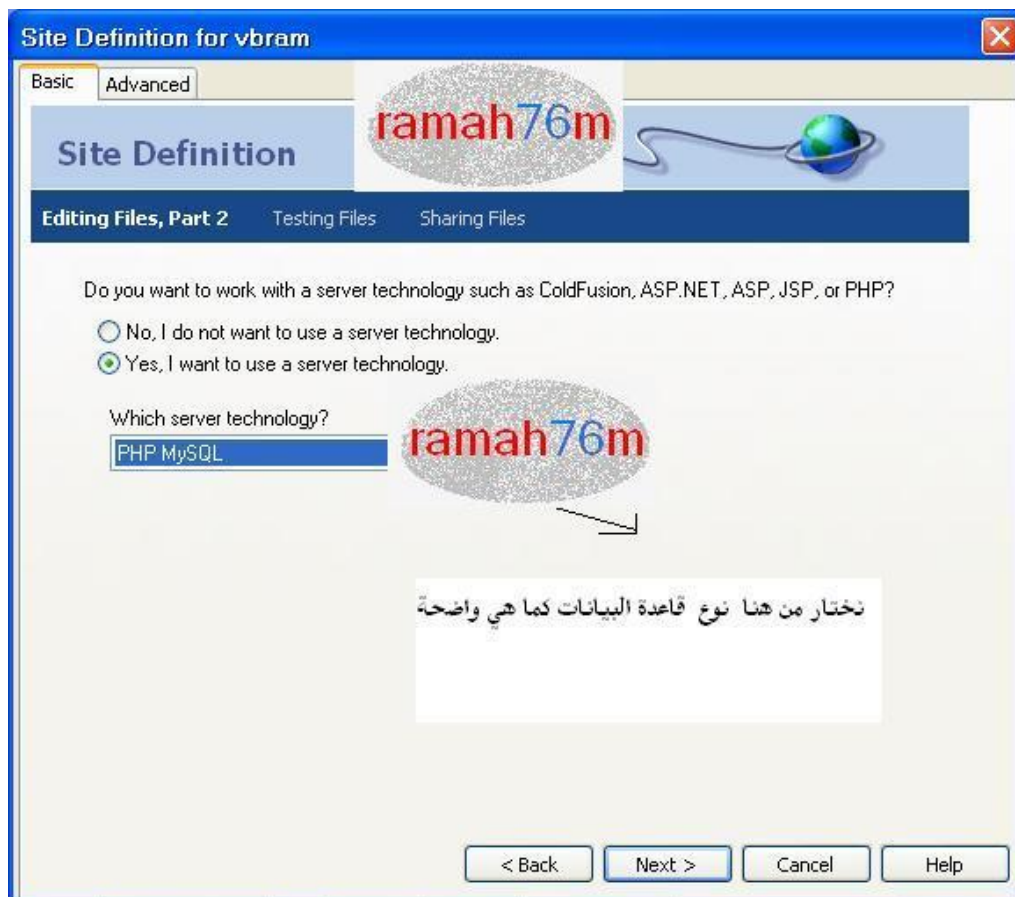 Site Definition for vbram
Basic Advanced
ramah76m
Site Definition
Editing Files, Part 2 Testing Files Sharing Files
Do you want to work with a server technology such as ColdFusion, ASP.NET, ASP, JSP, or PHP?
No, I do not want to use a server technology.
Yes, I want to use a server technology.
Which server technology?
PHP MySQL
ramah76m
نختار من هنا نوع قاعدة البيانات كما هي واضحة
< Back Next > Cancel Help